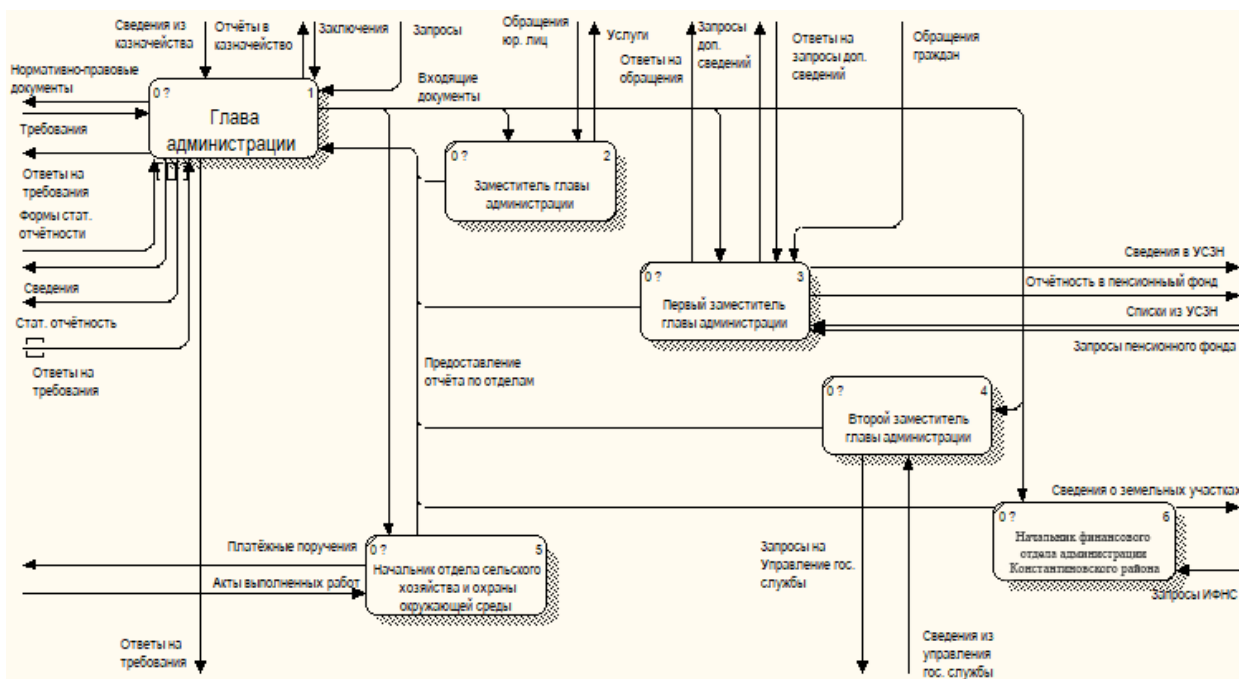 Сведения из
казначейства
Отчёты в
казначейство
Заключения
Запросы
Обращения
юр. лиц
Услуги
Ответы на
обращения
Запросы
доп.
сведений
Ответы на
запросы доп.
сведений
Обращения
граждан
Нормативно-правовые
документы
0 ?
1
Глава
администрации
Входящие
документы
Требования
Ответы на
требования
0 ?
2
Заместитель главы
администрации
Формы стат.
отчётности
Сведения
Стат. отчётность
Ответы на
требования
0 ?
3
Первый заместитель
главы администрации
Сведения в УСЗН
Отчётность в пенсионныый фонд
Списки из УСЗН
Запросы пенсионного фонда
Предоставление
отчёта по отделам
0 ?
4
Второй заместитель
главы администрации
Сведения о земельных участках
0 ?
6
Начальник финансового
отдела администрации
Константиновского района
Запросы ИФНС
Платёжные поручения
0 ?
5
Начальник отдела сельского
хозяйства и охраны
окружающей среды
Акты выполненных работ
Запросы на
Управление гос.
службы
Ответы на
требования
Сведения из
управления
гос. службы